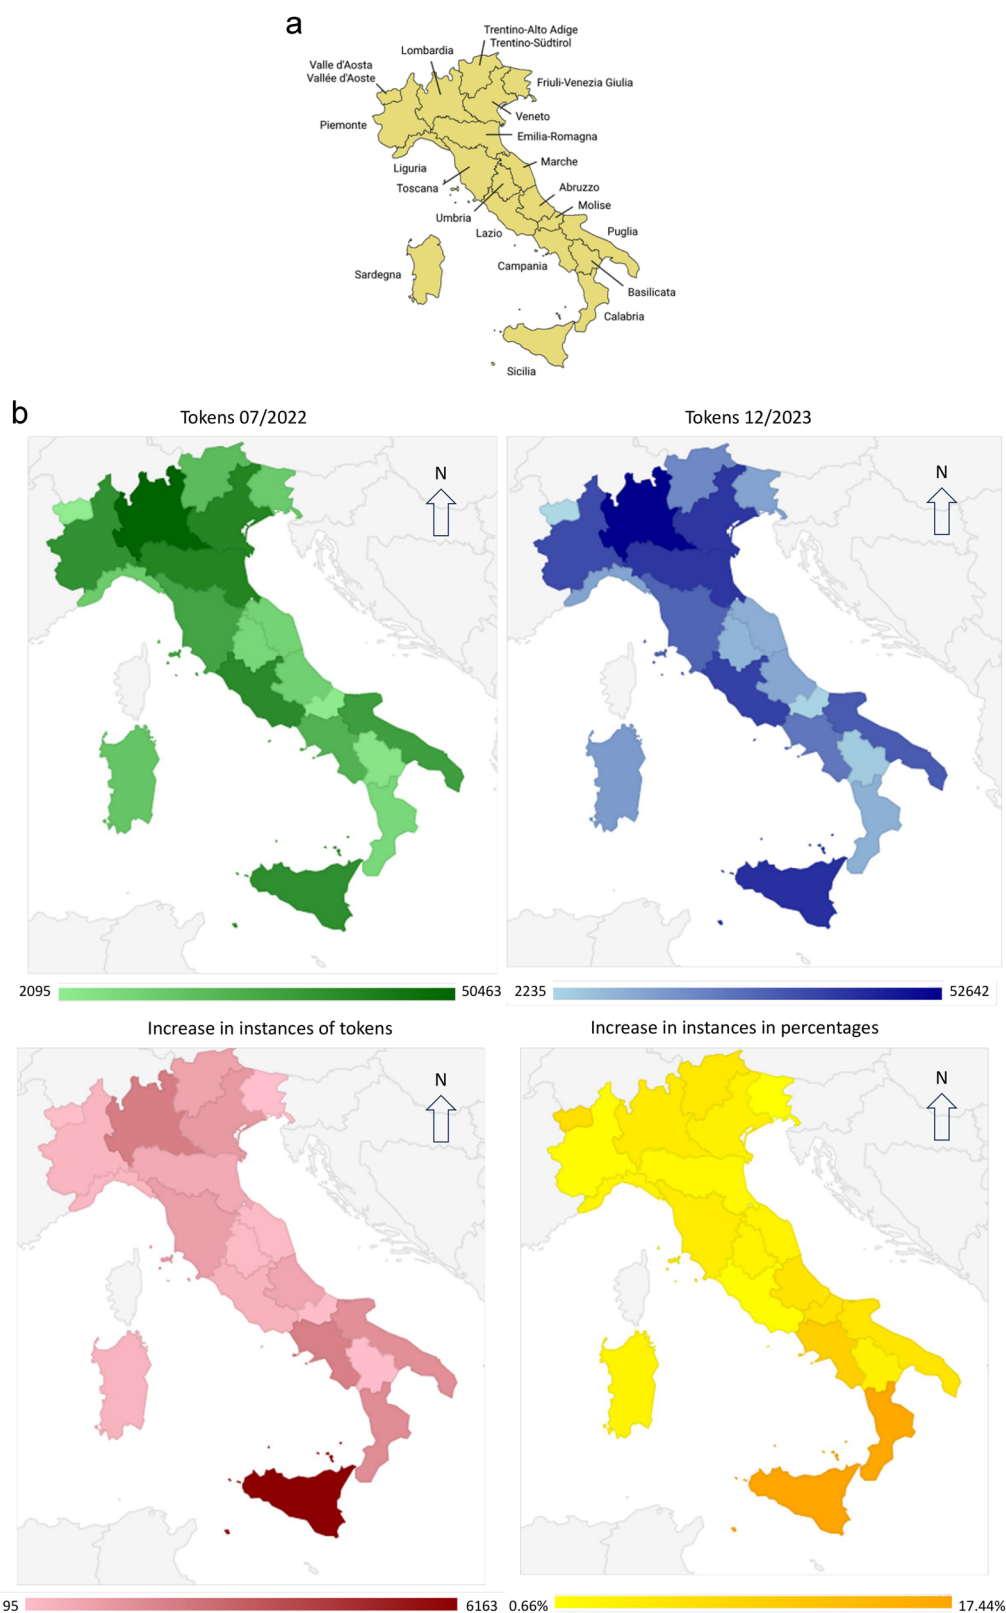 a
Trentino-Alto Adige
Trentino-Südtirol
Lombardia
Valle d'Aosta
Vallée d'Aoste
Friuli-Venezia Giulia
Veneto
Piemonte
Emilia-Romagna
Marche
Liguria
Toscana
Abruzzo
Molise
Umbria
Lazio
Puglia
Campania
Sardegna
Basilicata
Calabria
Sicilia
b
Tokens 07/2022
Tokens 12/2023
N
N
2095
50463
2235
52642
Increase in instances of tokens
Increase in instances in percentages
N
N
95
6163
0.66%
17.44%